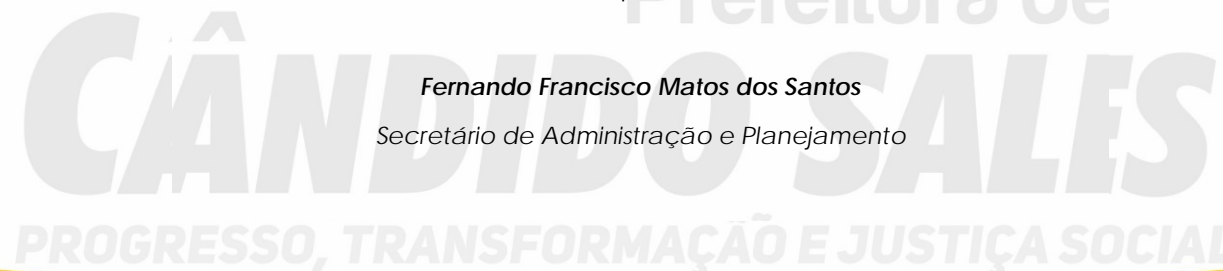 Prefeitura de
CÂNDIDO SALES
Fernando Francisco Matos dos Santos
Secretário de Administração e Planejamento
PROGRESSO, TRANSFORMAÇÃO E JUSTIÇA SOCIAL